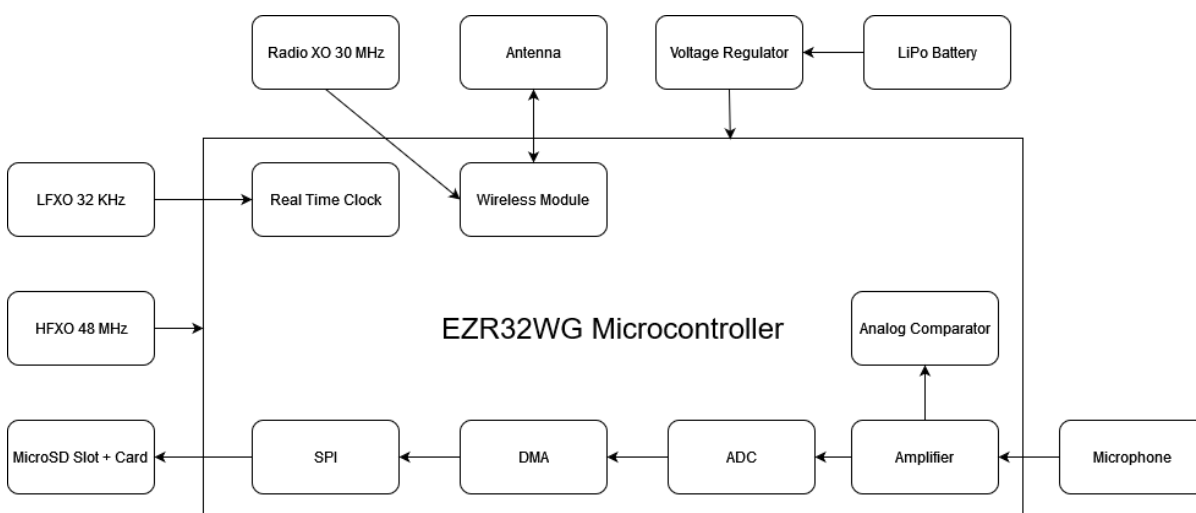 Radio XO 30 MHz
Antenna
Voltage Regulator
LiPo Battery
LFXO 32 KHz
Real Time Clock
Wireless Module
HFXO 48 MHz
EZR32WG Microcontroller
Analog Comparator
MicroSD Slot + Card
SPI
DMA
ADC
Amplifier
Microphone